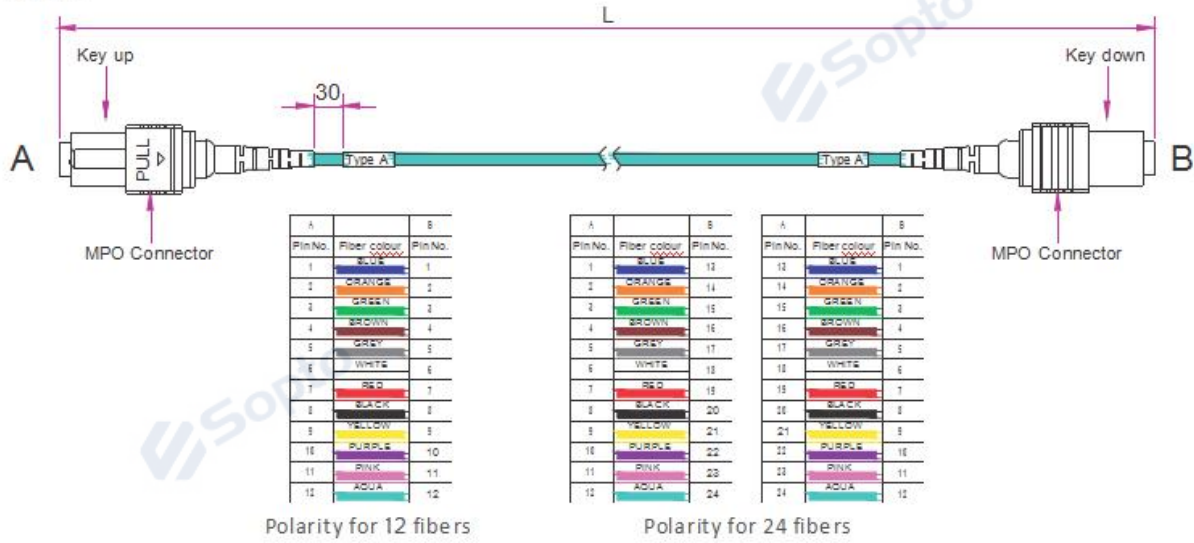 L
Key up
Key down
30
A
PULL
Type A
Type A
B
MPO Connector
MPO Connector
Sopto
Sopto
A B
Pin No. Fiber colour Pin No.
1 BLUE 1
2 ORANGE 2
3 GREEN 3
4 BROWN 4
5 GREY 5
6 WHITE 6
7 RED 7
8 BLACK 8
9 YELLOW 9
10 PURPLE 10
11 PINK 11
12 AQUA 12
Polarity for 12 fibers
A B
Pin No. Fiber colour Pin No.
1 BLUE 13
2 ORANGE 14
3 GREEN 15
4 BROWN 16
5 GREY 17
6 WHITE 18
7 RED 19
8 BLACK 20
9 YELLOW 21
10 PURPLE 22
11 PINK 23
12 AQUA 24
A B
Pin No. Fiber colour Pin No.
13 BLUE 1
14 ORANGE 2
15 GREEN 3
16 BROWN 4
17 GREY 5
18 WHITE 6
19 RED 7
20 BLACK 8
21 YELLOW 9
22 PURPLE 10
23 PINK 11
24 AQUA 12
Polarity for 24 fibers